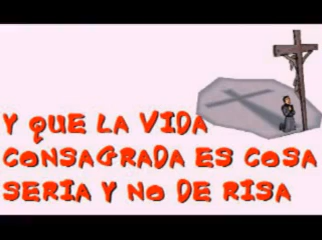 Y QUE LA VIDA
CONSAGRADA ES COSA
SERIA Y NO DE RISA